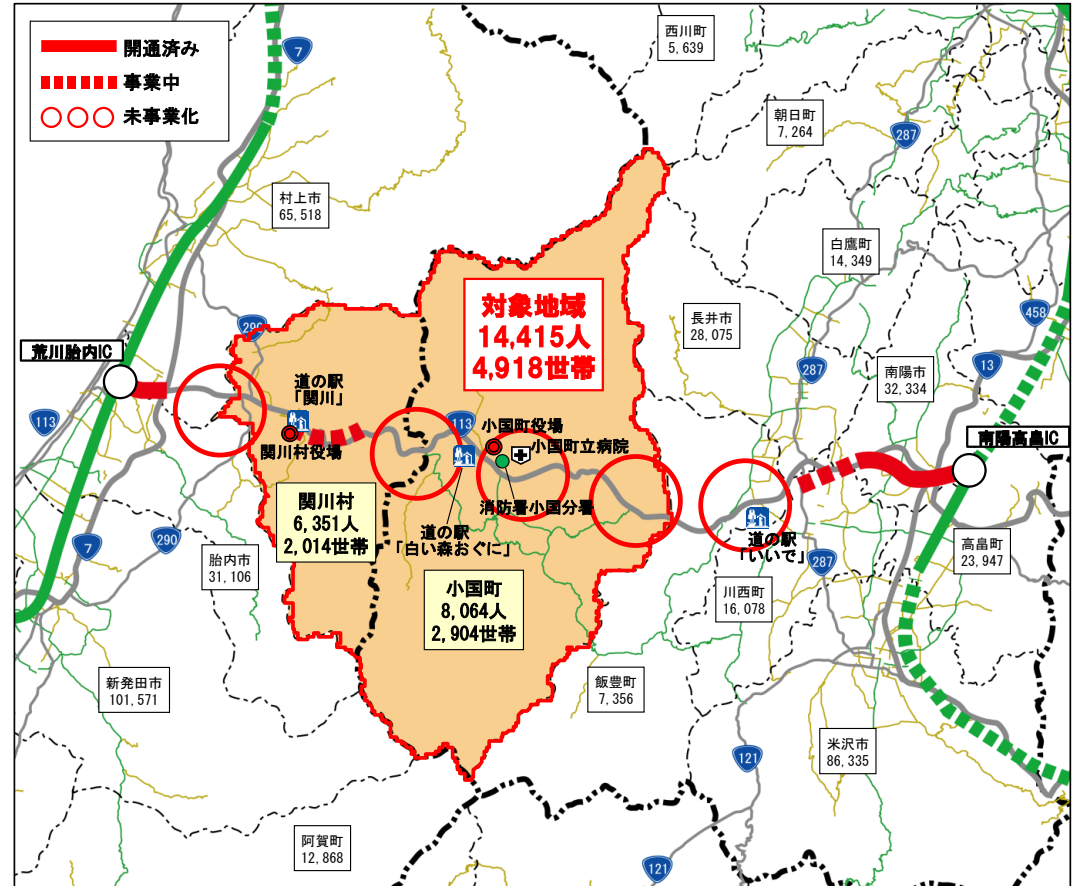 開通済み
事業中
未事業化
7
西川町
5,639
朝日町
7,264
287
村上市
65,518
白鷹町
14,349
対象地域
14,415人
4,918世帯
長井市
28,075
458
290
荒川胎内IC
13
287
南陽市
32,334
道の駅
「関川」
113
113
小国町役場
小国町立病院
南陽高畠IC
関川村役場
関川村
6,351人
2,014世帯
消防署小国分署
道の駅
「白い森おぐに」
道の駅
「いいで」
7
290
胎内市
31,106
287
高畠町
23,947
小国町
8,064人
2,904世帯
川西町
16,078
新発田市
101,571
飯豊町
7,356
米沢市
86,335
121
阿賀町
12,868
121